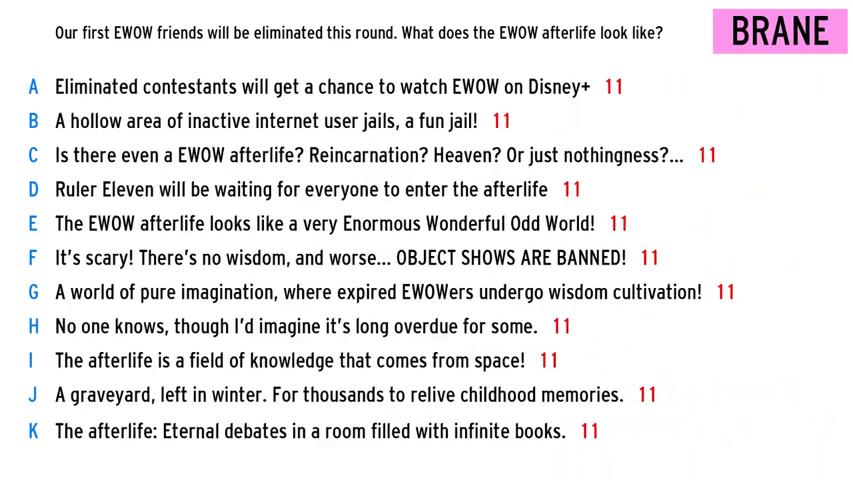 Our first EWOW friends will be eliminated this round. What does the EWOW afterlife look like?
BRANE
A Eliminated contestants will get a chance to watch EWOW on Disney+ 11
B A hollow area of inactive internet user jails, a fun jail! 11
C Is there even a EWOW afterlife? Reincarnation? Heaven? Or just nothingness?... 11
D Ruler Eleven will be waiting for everyone to enter the afterlife 11
E The EWOW afterlife looks like a very Enormous Wonderful Odd World! 11
F It's scary! There's no wisdom, and worse... OBJECT SHOWS ARE BANNED! 11
G A world of pure imagination, where expired EWOWers undergo wisdom cultivation! 11
H No one knows, though I'd imagine it's long overdue for some. 11
I The afterlife is a field of knowledge that comes from space! 11
J A graveyard, left in winter. For thousands to relive childhood memories. 11
K The afterlife: Eternal debates in a room filled with infinite books. 11